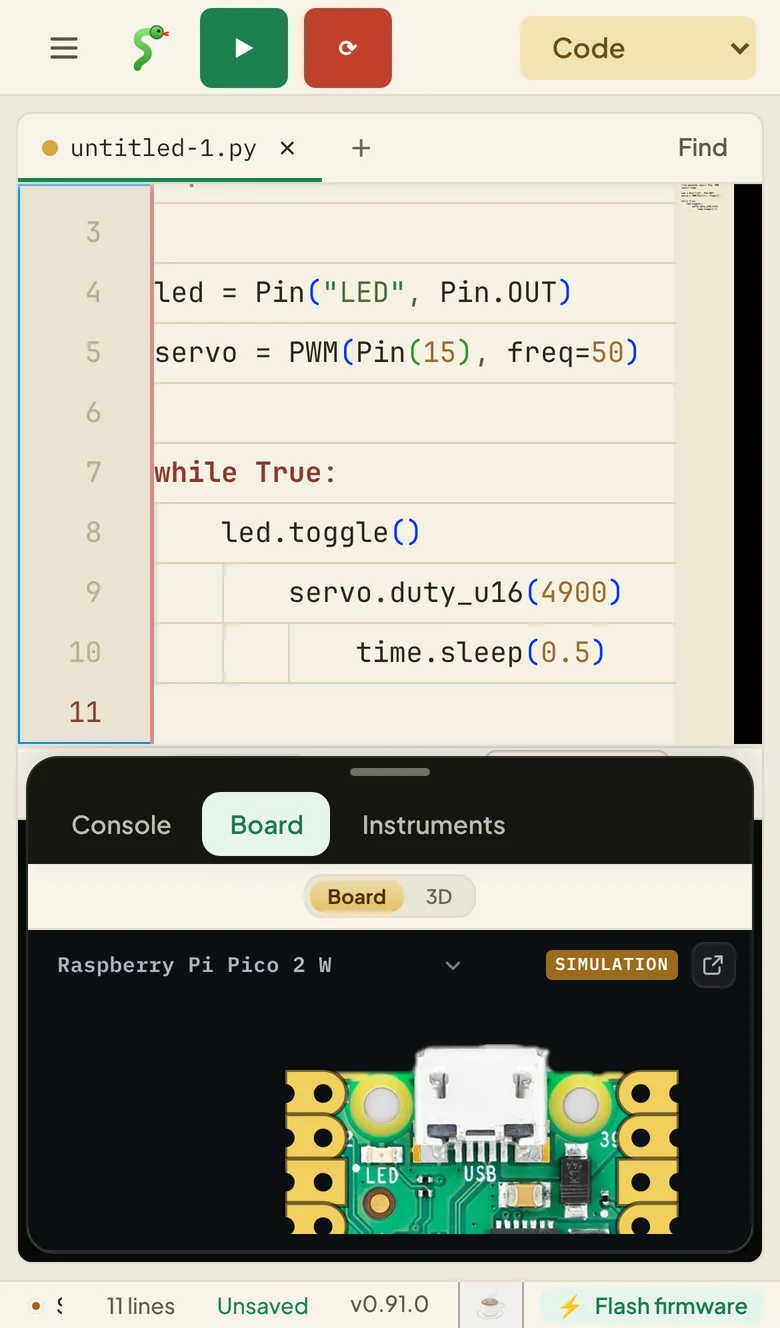 Code
untitled-1.py × + Find
3
4 led = Pin("LED", Pin.OUT)
5 servo = PWM(Pin(15), freq=50)
6
7 while True:
8 led.toggle()
9 servo.duty_u16(4900)
10 time.sleep(0.5)
11
Console Board Instruments
Board 3D
Raspberry Pi Pico 2 W SIMULATION
2 39
LED USB
11 lines Unsaved v0.91.0 Flash firmware